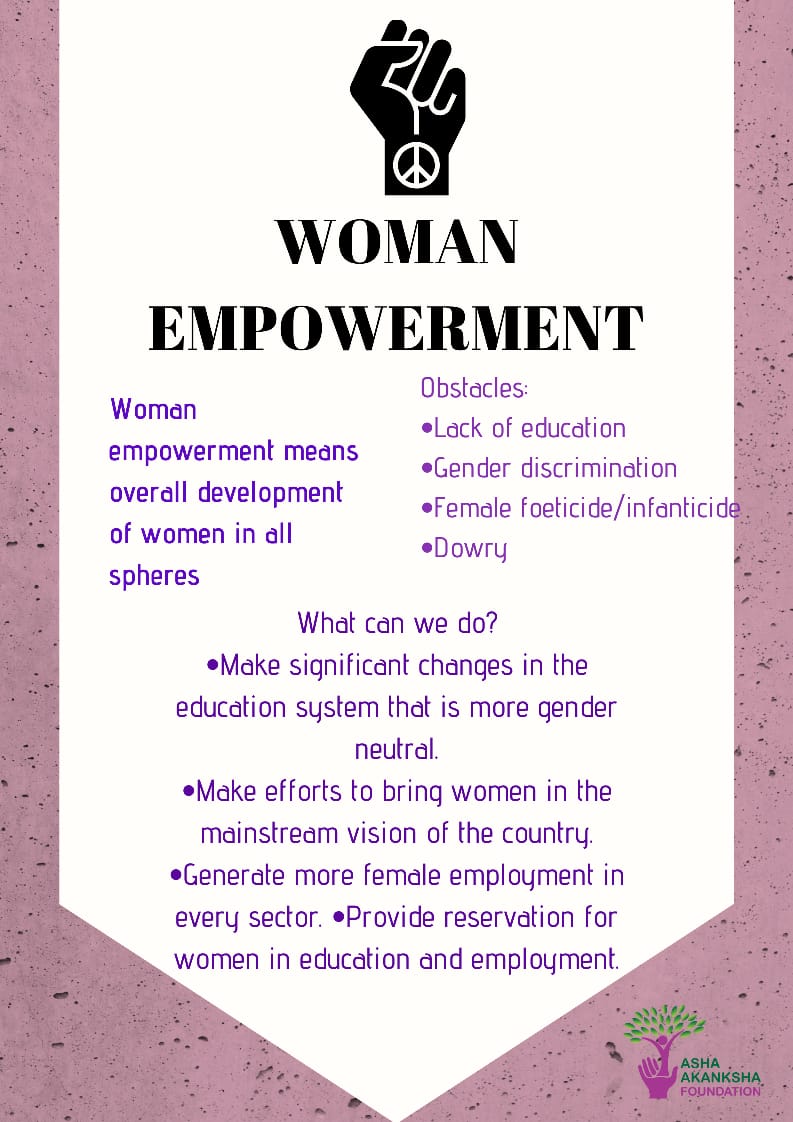 WOMAN
EMPOWERMENT
Woman
empowerment means
overall development
of women in all
spheres
Obstacles:
•Lack of education
•Gender discrimination
•Female foeticide/infanticide
•Dowry
What can we do?
•Make significant changes in the
education system that is more gender
neutral.
•Make efforts to bring women in the
mainstream vision of the country.
•Generate more female employment in
every sector. •Provide reservation for
women in education and employment.
ASHA
AKANKSHA
FOUNDATION